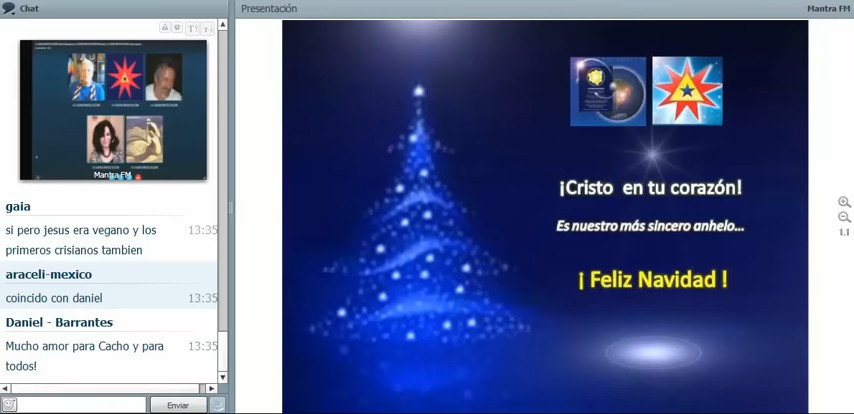 Chat
Presentación
Mantra FM
Mantra FM
gaia
si pero jesus era vegano y los
13:35
primeros crisianos tambien
araceli-mexico
coincido con daniel
13:35
Daniel - Barrantes
Mucho amor para Cacho y para
13:35
todos!
Enviar
¡Cristo en tu corazón!
Es nuestro más sincero anhelo...
¡ Feliz Navidad !
1.1